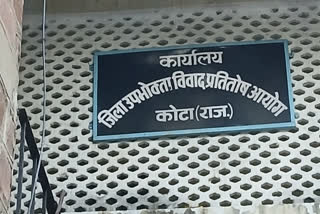 कार्यालय
जिला उपभोक्ता विवाद प्रतितोष आयोग
कोटा (राज.)